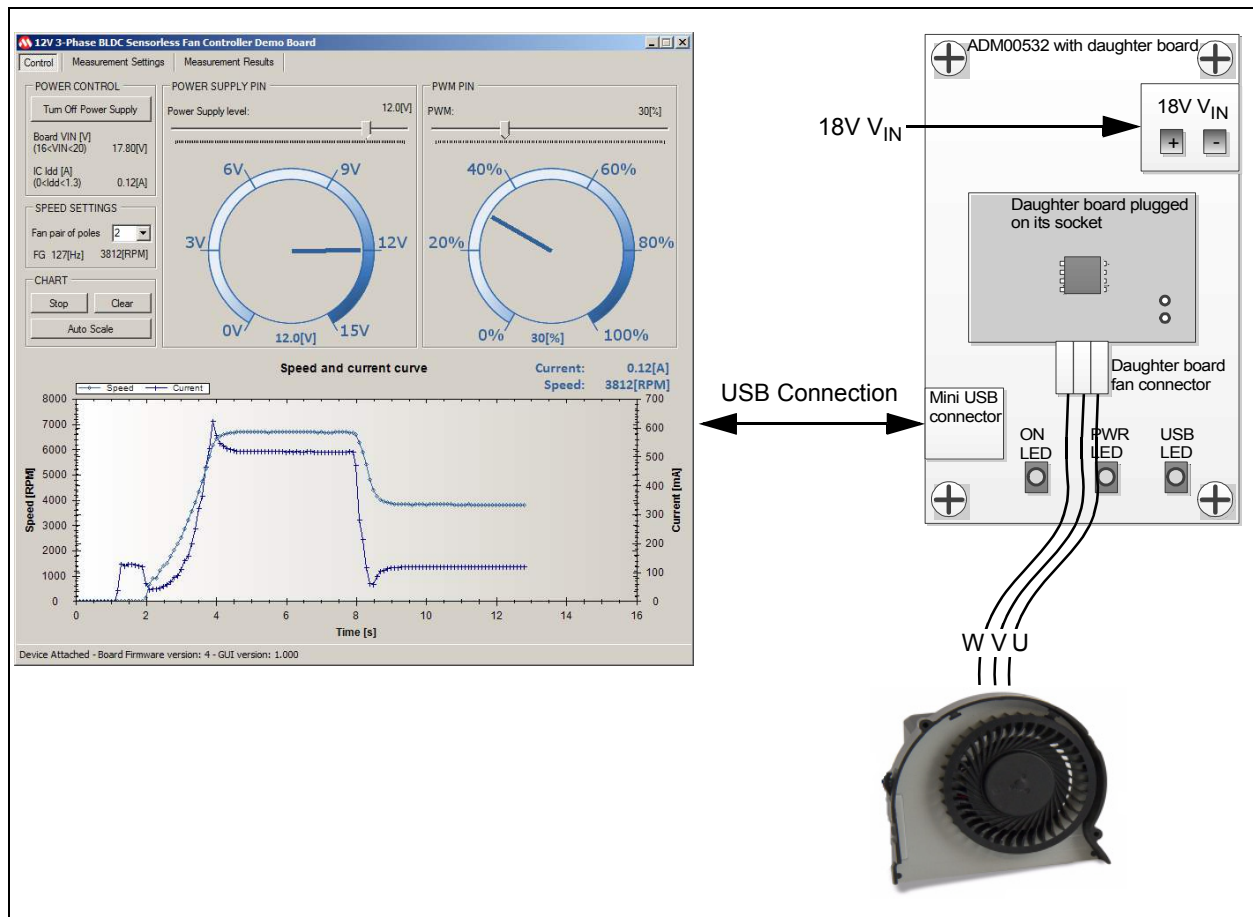 12V 3-Phase BLDC Sensorless Fan Controller Demo Board
Control
Measurement Settings
Measurement Results
POWER CONTROL
Turn Off Power Supply
Board VIN [V]
(16<VIN<20) 17.80[V]
IC Idd [A]
(0<Idd<1.3) 0.12[A]
SPEED SETTINGS
Fan pair of poles 2
FG 127[Hz] 3812[RPM]
CHART
Stop
Clear
Auto Scale
POWER SUPPLY PIN
Power Supply level: 12.0[V]
6V
9V
3V
12V
0V
15V
12.0[V]
PWM PIN
PWM: 30[%]
40%
60%
20%
80%
0%
100%
30[%]
Speed and current curve
Current: 0.12[A]
Speed: 3812[RPM]
Speed
Current
8000
7000
6000
5000
4000
3000
2000
1000
0
Speed [RPM]
700
600
500
400
300
200
100
0
Current [mA]
0 2 4 6 8 10 12 14 16
Time [s]
Device Attached - Board Firmware version: 4 - GUI version: 1.000
18V VIN
USB Connection
ADM00532 with daughter board
18V VIN
+ -
Daughter board plugged
on its socket
Daughter board
fan connector
Mini USB
connector
ON
LED
PWR
LED
USB
LED
W V U